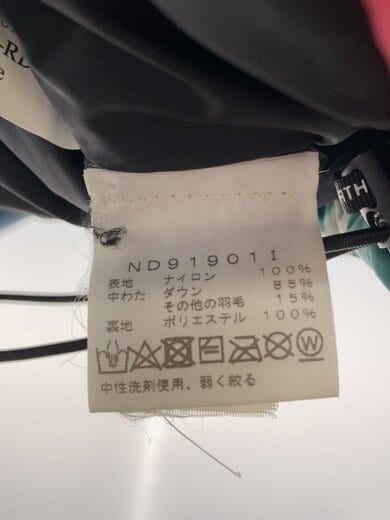 -RE
e
TH
ND91901I
表地 ナイロン 100%
中わた ダウン 85%
その他の羽毛 15%
裏地 ポリエステル 100%
W
中性洗剤使用、弱く絞る